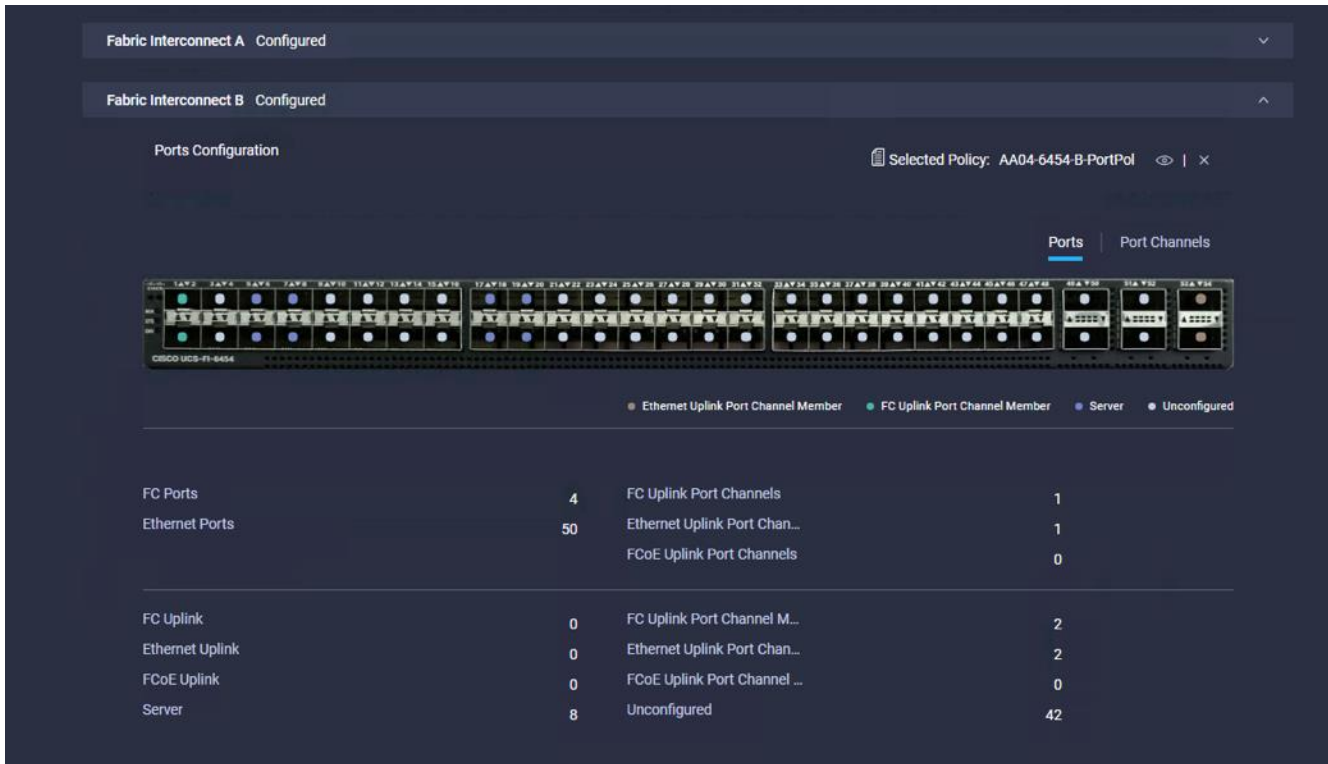 Fabric Interconnect A Configured
Fabric Interconnect B Configured
Ports Configuration
Selected Policy: AA04-6454-B-PortPol
Ports
Port Channels
CISCO UCS-FI-6454
Ethernet Uplink Port Channel Member
FC Uplink Port Channel Member
Server
Unconfigured
FC Ports 4 FC Uplink Port Channels 1
Ethernet Ports 50 Ethernet Uplink Port Chan... 1
FCoE Uplink Port Channels 0
FC Uplink 0 FC Uplink Port Channel M... 2
Ethernet Uplink 0 Ethernet Uplink Port Chan... 2
FCoE Uplink 0 FCoE Uplink Port Channel ... 0
Server 8 Unconfigured 42